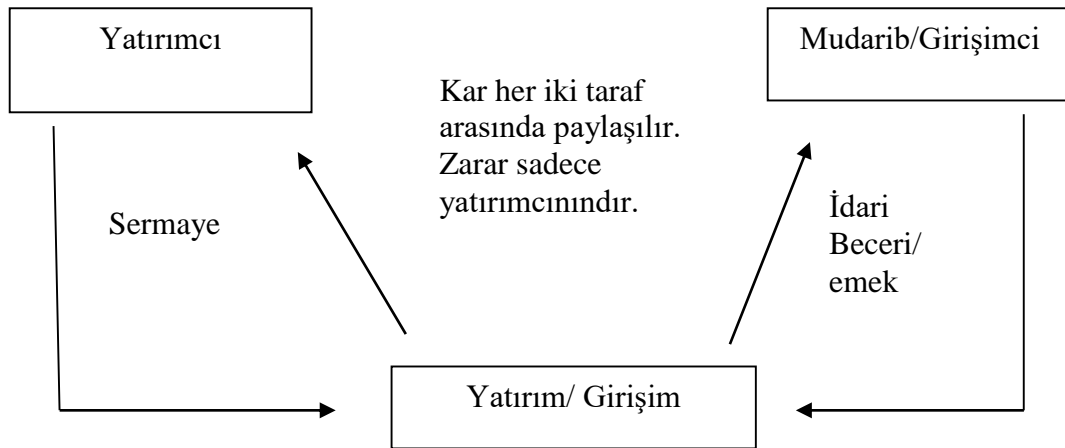 Yatırımcı
Mudarib/Girişimci
Kar her iki taraf
arasında paylaşılır.
Zarar sadece
yatırımcınındır.
Sermaye
İdari
Beceri/
emek
Yatırım/ Girişim